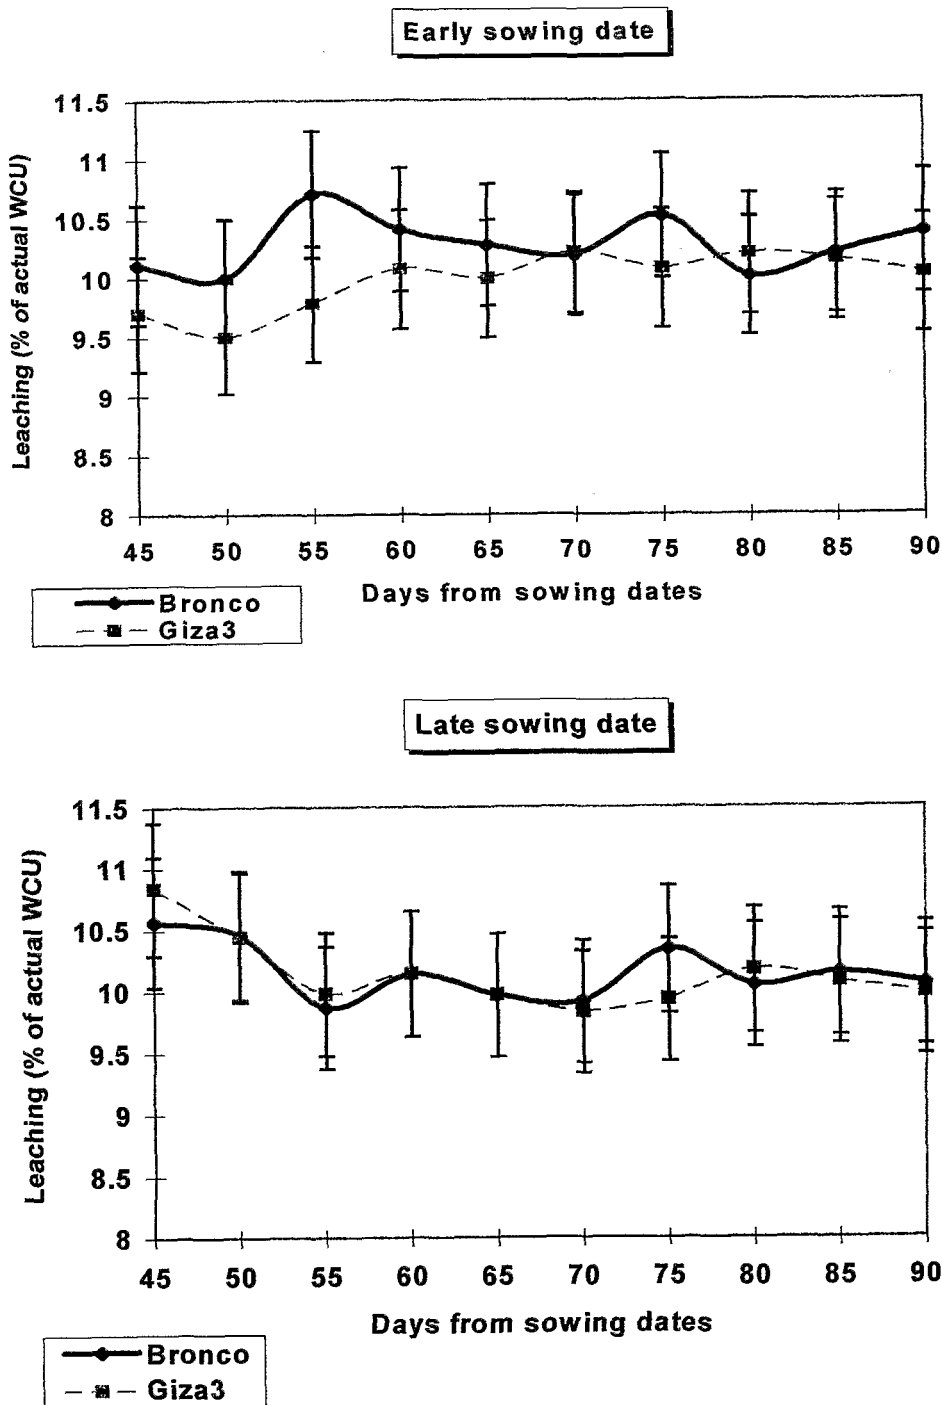 Early sowing date
Leaching (% of actual WCU)
11.5
11
10.5
10
9.5
9
8.5
8
45 50 55 60 65 70 75 80 85 90
Days from sowing dates
Bronco
Giza3
Late sowing date
Leaching (% of actual WCU)
11.5
11
10.5
10
9.5
9
8.5
8
45 50 55 60 65 70 75 80 85 90
Days from sowing dates
Bronco
Giza3